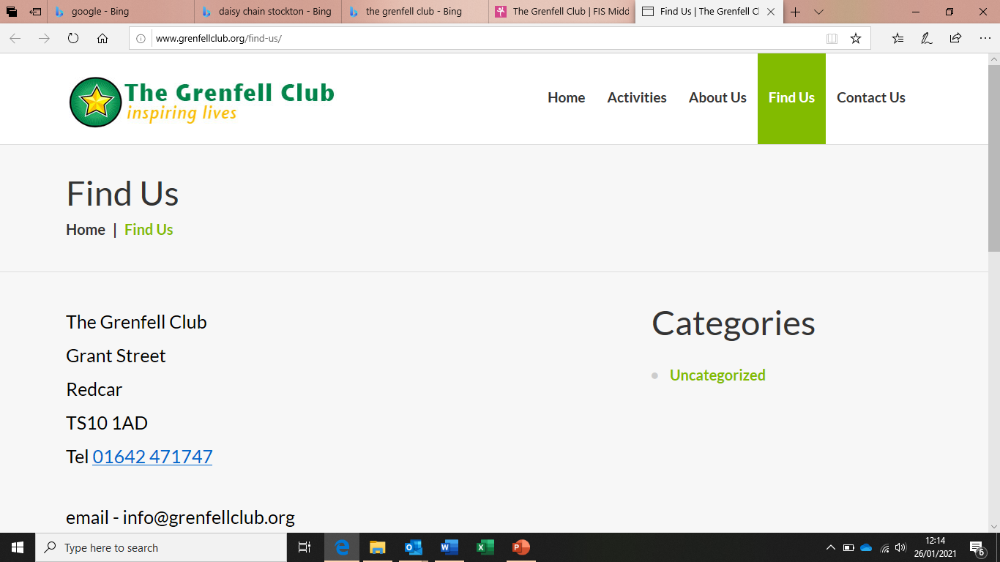 google - Bing
daisy chain stockton - Bing
the grenfell club - Bing
The Grenfell Club | FIS Midd
Find Us | The Grenfell Cl
www.grenfellclub.org/find-us/
The Grenfell Club
inspiring lives
Home
Activities
About Us
Find Us
Contact Us
Find Us
Home | Find Us
The Grenfell Club
Grant Street
Redcar
TS10 1AD
Tel 01642 471747
email - info@grenfellclub.org
Categories
Uncategorized
Type here to search
12:14
26/01/2021
6